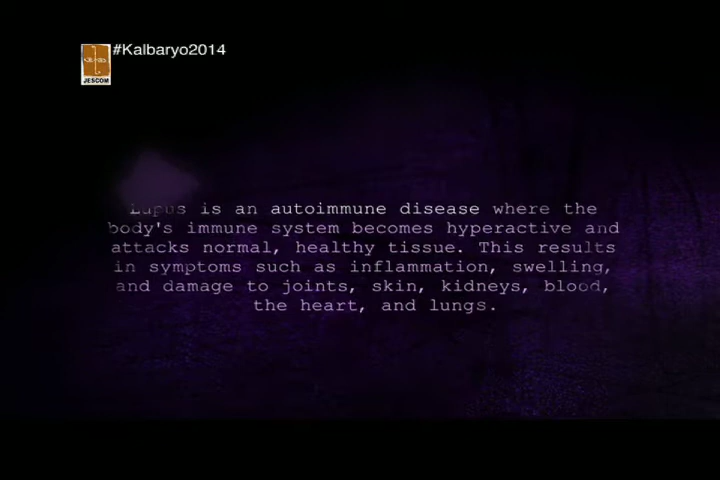 #Kalbaryo2014
JESCOM
Lupus is an autoimmune disease where the
body's immune system becomes hyperactive and
attacks normal, healthy tissue. This results
in symptoms such as inflammation, swelling,
and damage to joints, skin, kidneys, blood,
the heart, and lungs.